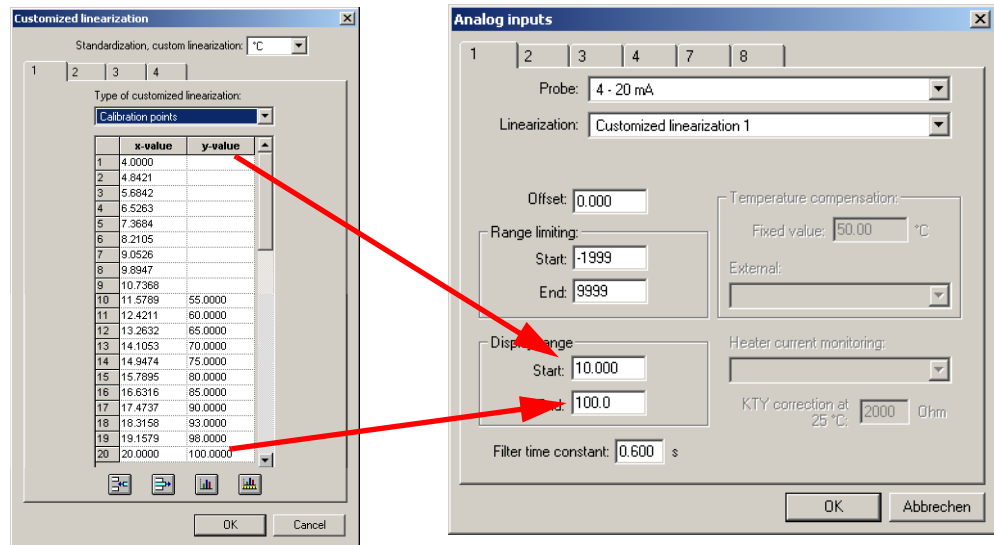 Customized linearization
Standardization, custom linearization: °C
1 2 3 4
Type of customized linearization:
Calibration points
x-value y-value
1 4.0000
2 4.8421
3 5.6842
4 6.5263
5 7.3684
6 8.2105
7 9.0526
8 9.8947
9 10.7368
10 11.5789 55.0000
11 12.4211 60.0000
12 13.2632 65.0000
13 14.1053 70.0000
14 14.9474 75.0000
15 15.7895 80.0000
16 16.6316 85.0000
17 17.4737 90.0000
18 18.3158 93.0000
19 19.1579 98.0000
20 20.0000 100.0000
OK Cancel
Analog inputs
1 2 3 4 7 8
Probe: 4 - 20 mA
Linearization: Customized linearization 1
Offset: 0.000
Range limiting:
Start: -1999
End: 9999
Display range
Start: 10.000
End: 100.0
Filter time constant: 0.600 s
Temperature compensation:
Fixed value: 50.00 °C
External:
Heater current monitoring:
KTY correction at
25 °C: 2000 Ohm
OK Abbrechen